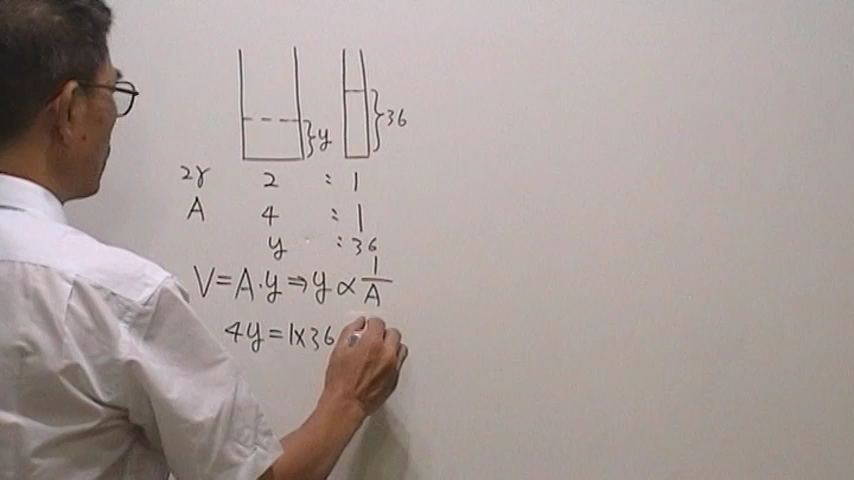 y 36
2r 2 : 1
A 4 : 1
y : 36
V=A·y⇒y∝1/A
4y=1×36